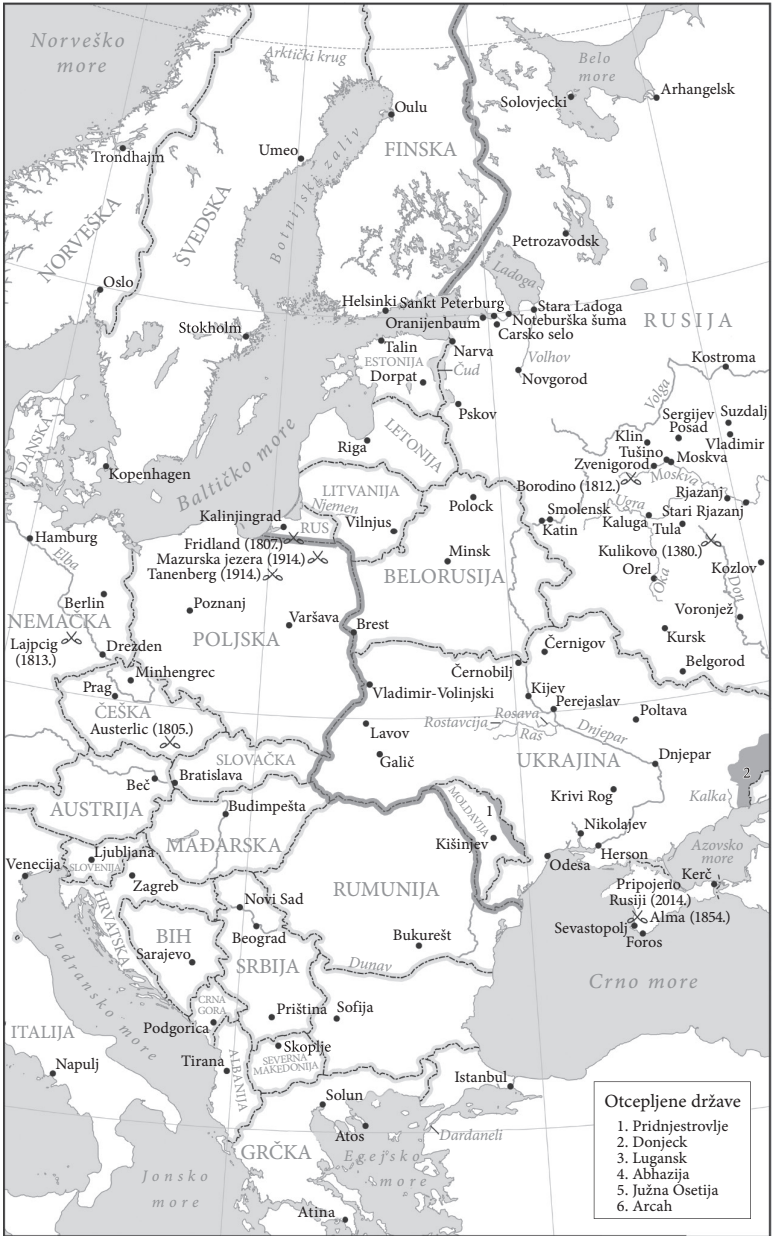 Norveško
more
Arktički krug
Belo
more
Arhangelsk
Solovjecki
Oulu
Umeo
FINSKA
Trondhajm
Botnijski zaliv
ŠVEDSKA
NORVEŠKA
Petrozavodsk
Ladoga
Oslo
Helsinki
Sankt Peterburg
Stara Ladoga
Oranijenbaum
Noteburška šuma
Carsko selo
RUSIJA
Stokholm
Talin
Narva
ESTONIJA
Čud
Volhov
Dorpat
Novgorod
Kostroma
Pskov
Volga
Sergijev
Posad
Suzdalj
Klin
Vladimir
Tušino
Moskva
Zvenigorod
Moskva
Riga
LETONIJA
DANSKA
Kopenhagen
Baltičko more
LITVANIJA
Njemen
Borodino (1812.)
Rjazanj
Polock
Ugra
Stari Rjazanj
Smolensk
Kaluga
Tula
Katin
Kalinjingrad
RUS
Vilnjus
Hamburg
Fridland (1807.)
Mazurska jezera (1914.)
Tanenberg (1914.)
Kulikovo (1380.)
Minsk
BELORUSIJA
Orel
Oka
Kozlov
Don
Elba
Berlin
Poznanj
Varšava
Voronjež
NEMAČKA
POLJSKA
Brest
Kursk
Lajpcig
(1813.)
Drezden
Černigov
Belgorod
Minhengrec
Černobilj
Prag
Vladimir-Volinjski
Kijev
ČEŠKA
Perejaslav
Poltava
Austerlic (1805.)
Rostavcija
Rosava
Ras
Dnjepar
Lavov
Galič
SLOVAČKA
UKRAJINA
Dnjepar
Beč
Bratislava
2
AUSTRIJA
Budimpešta
MOLDAVIJA
1
Krivi Rog
Kalka
MAĐARSKA
Kišinjev
Nikolajev
Ljubljana
Azovsko
more
Venecija
SLOVENIJA
Odesa
Herson
Zagreb
RUMUNIJA
Kerč
Pripojeno
Rusiji (2014.)
HRVATSKA
Novi Sad
Alma (1854.)
Sevastopolj
Foros
BIH
Beograd
Sarajevo
Bukurešt
SRBIJA
Dunav
Crno more
Jadransko more
CRNA
GORA
Priština
Sofija
ITALIJA
Podgorica
Skoplje
SEVERNA
MAKEDONIJA
Napulj
Tirana
ALBANIJA
Istanbul
Solun
Atos
Dardaneli
GRČKA
Egejsko
more
Jonsko
more
Atina
Otcepljene države
1. Pridnjestrovlje
2. Donjeck
3. Lugansk
4. Abhazija
5. Južna Osetija
6. Arcah